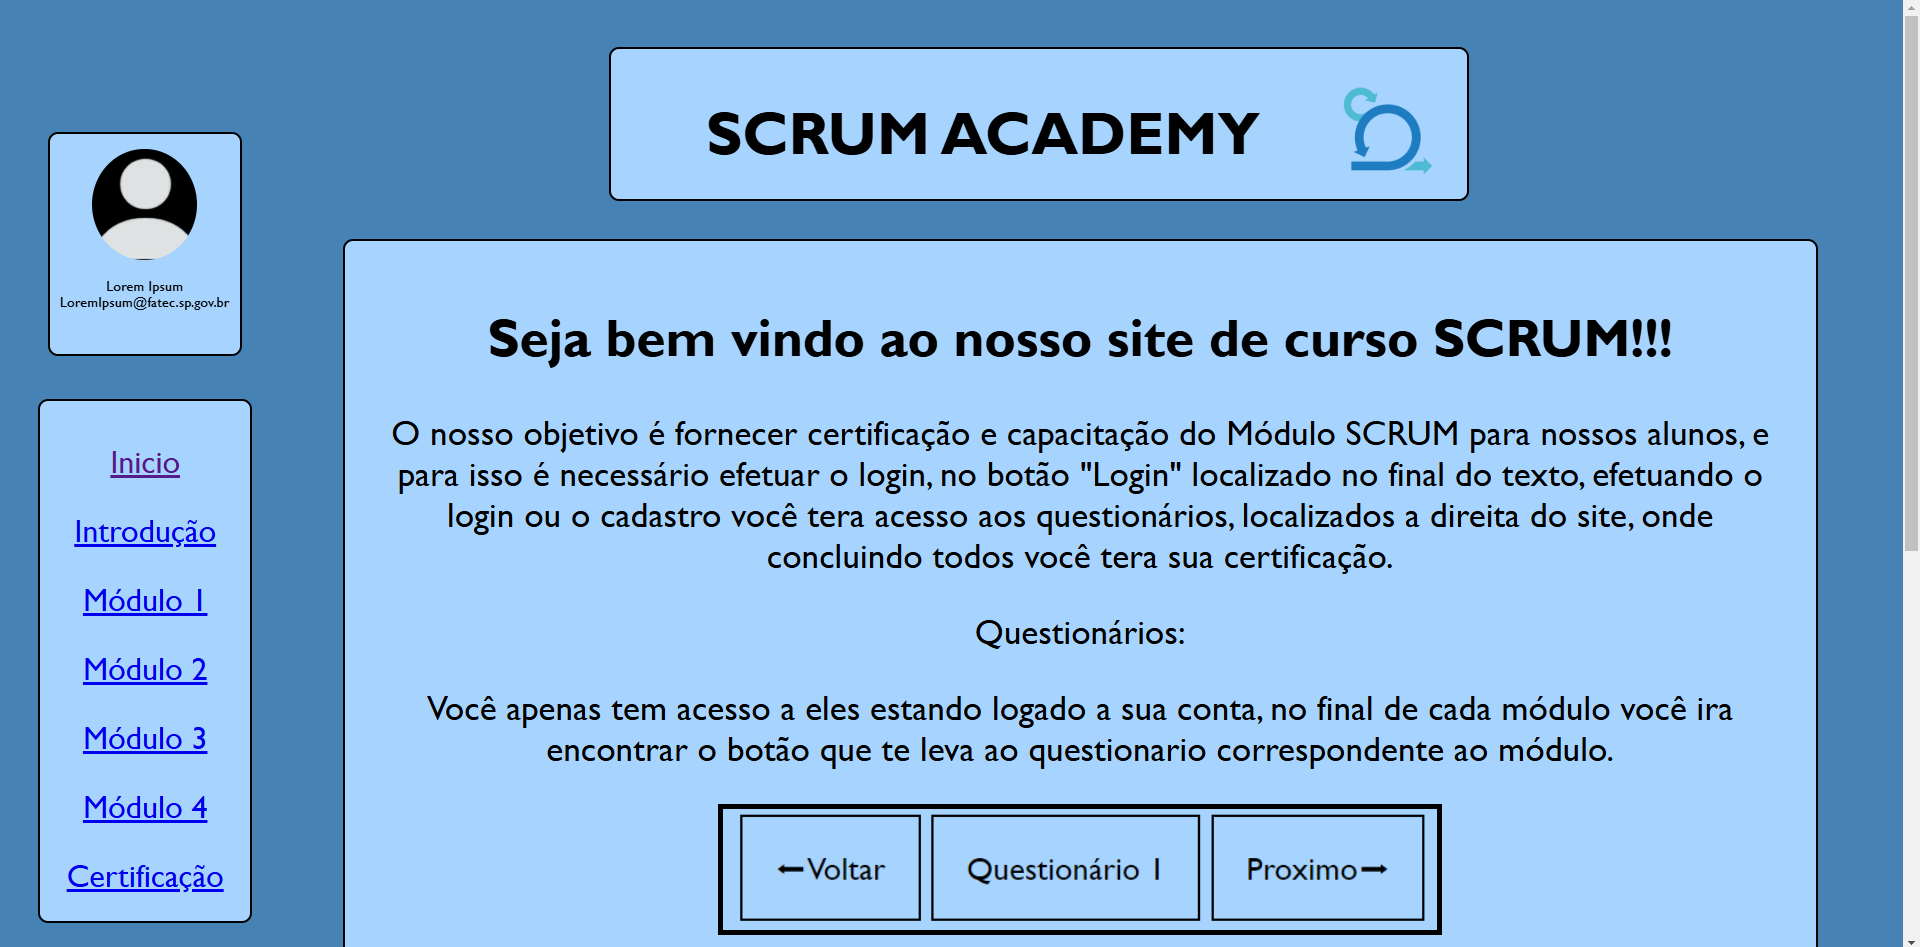 SCRUM ACADEMY
Lorem Ipsum
LoremIpsum@fatec.sp.gov.br
Inicio
Introdução
Módulo 1
Módulo 2
Módulo 3
Módulo 4
Certificação
Seja bem vindo ao nosso site de curso SCRUM!!!
O nosso objetivo é fornecer certificação e capacitação do Módulo SCRUM para nossos alunos, e
para isso é necessário efetuar o login, no botão "Login" localizado no final do texto, efetuando o
login ou o cadastro você tera acesso aos questionários, localizados a direita do site, onde
concluindo todos você tera sua certificação.
Questionários:
Você apenas tem acesso a eles estando logado a sua conta, no final de cada módulo você ira
encontrar o botão que te leva ao questionario correspondente ao módulo.
←Voltar
Questionário 1
Proximo→